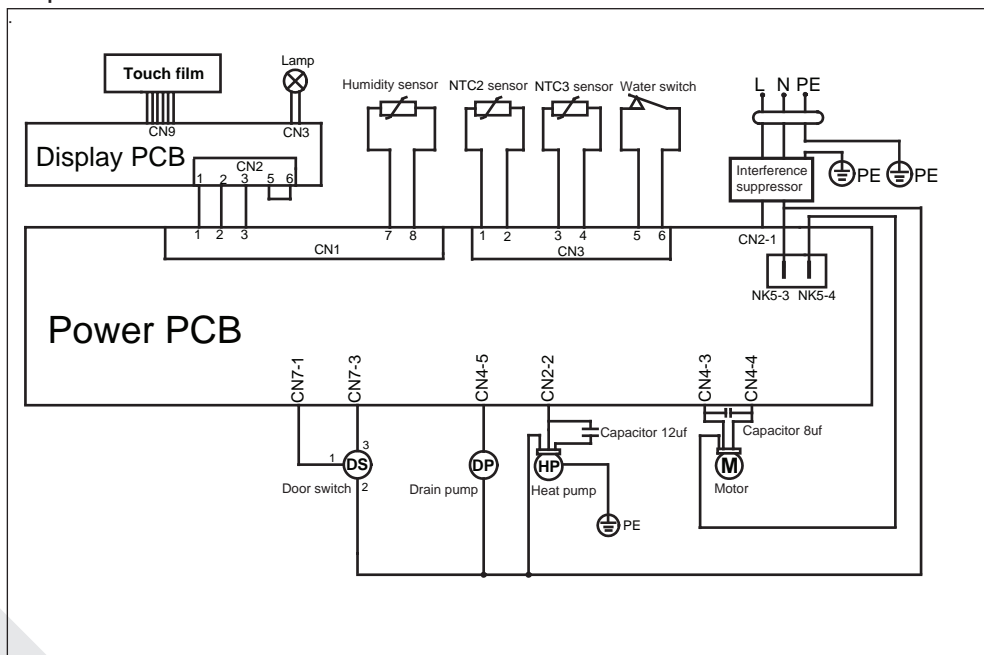 Touch film
Lamp
Humidity sensor
NTC2 sensor
NTC3 sensor
Water switch
L N PE
CN9
CN3
Display PCB
CN2
1 2 3 5 6
Interference
suppressor
PE
PE
1 2 3
7 8
CN1
1 2 3 4 5 6
CN3
CN2-1
NK5-3 NK5-4
Power PCB
CN7-1
CN7-3
CN4-5
CN2-2
CN4-3
CN4-4
Capacitor 12uf
Capacitor 8uf
3
1
DS
2
DP
HP
M
Door switch
Drain pump
Heat pump
Motor
PE